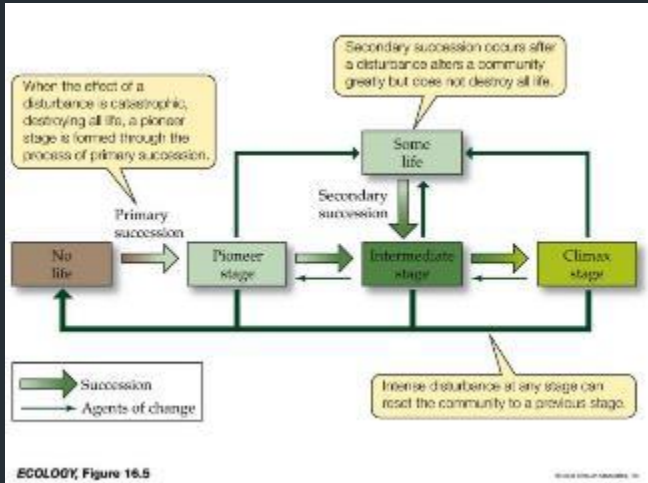 Secondary succession occurs after
a disturbance alters a community
greatly but does not destroy all life.
When the effect of a
disturbance is catastrophic,
destroying all life, a pioneer
stage is formed through the
process of primary succession.
Some
life
Secondary
succession
Primary
succession
No
life
Pioneer
stage
Intermediate
stage
Climax
stage
Intense disturbance at any stage can
reset the community to a previous stage.
Succession
Agents of change
ECOLOGY, Figure 16.5